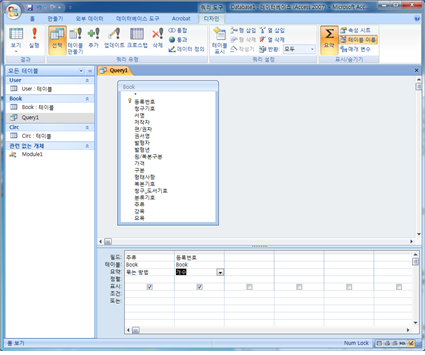 쿼리 도구
Database1 : 데이터베이스 (Access 2007) - Microsoft Acc
홈 만들기 외부 데이터 데이터베이스 도구 Acrobat 디자인
보기 실행 선택 테이블 만들기 추가 업데이트 크로스탭 삭제
통합
통과
데이터 정의
테이블 표시
행 삽입
행 삭제
작성기
열 삽입
열 삭제
반환: 모두
요약
속성 시트
테이블 이름
매개 변수
결과 쿼리 유형 쿼리 설정 표시/숨기기
모든 테이블
User
User : 테이블
Book
Book : 테이블
Query1
Circ
Circ : 테이블
관련 없는 개체
Module1
Query1
Book
*
등록번호
청구기호
서명
저작자
편/권차
권서명
발행자
발행년
원/복본구분
가격
구분
형태사항
복본기호
청구_도서기호
분류기호
주류
강목
요목
필드: 주류 등록번호
테이블: Book Book
요약: 묶는 방법 개수
정렬:
표시:
조건:
또는:
폼 보기
Num Lock